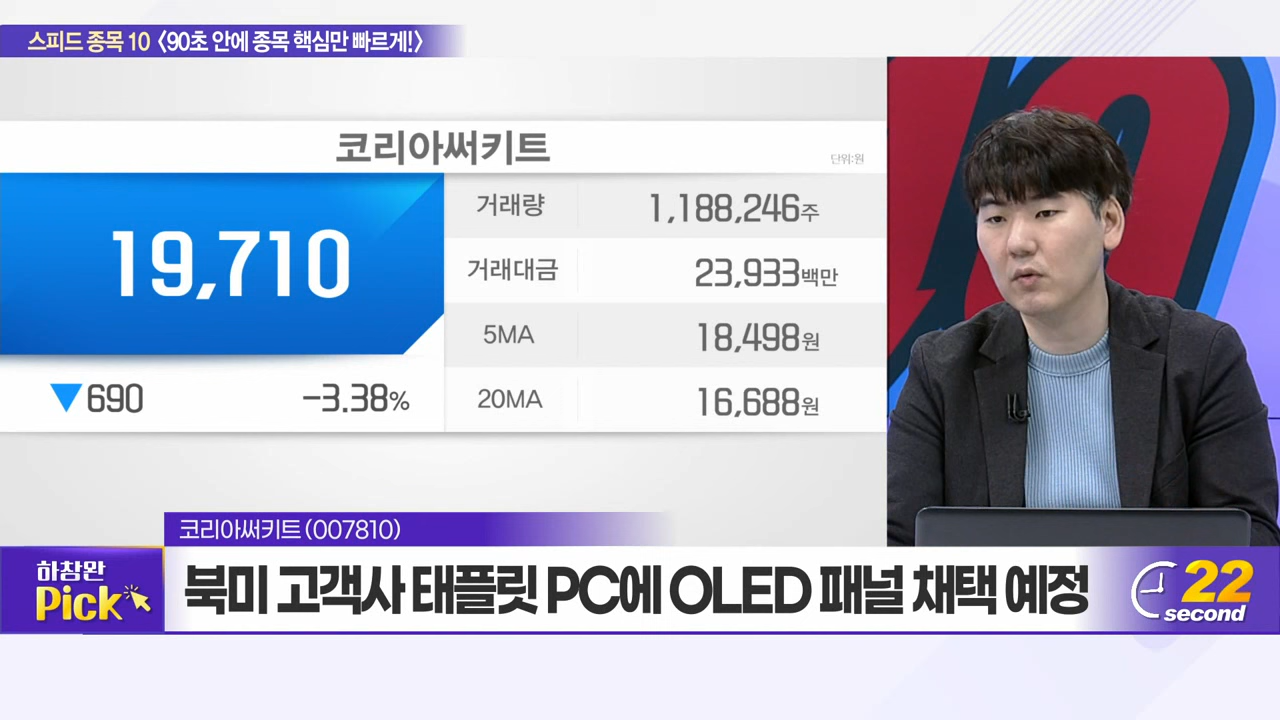 스피드 종목 10 <90초 안에 종목 핵심만 빠르게!>
코리아써키트
단위:원
19,710
▼690 -3.38%
거래량 1,188,246주
거래대금 23,933백만
5MA 18,498원
20MA 16,688원
코리아써키트 (007810)
하창완
Pick
북미 고객사 태플릿 PC에 OLED 패널 채택 예정
22
second